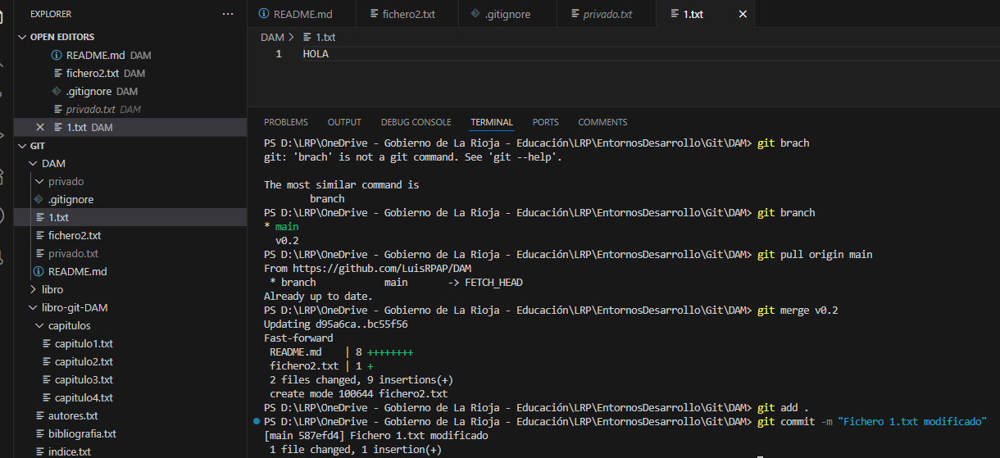 EXPLORER
...
OPEN EDITORS
README.md DAM
fichero2.txt DAM
.gitignore DAM
privado.txt DAM
1.txt DAM
GIT
DAM
privado
.gitignore
1.txt
fichero2.txt
privado.txt
README.md
libro
libro-git-DAM
capitulos
capitulo1.txt
capitulo2.txt
capitulo3.txt
capitulo4.txt
autores.txt
bibliografia.txt
indice.txt
README.md fichero2.txt .gitignore privado.txt 1.txt
DAM > 1.txt
1 HOLA
PROBLEMS OUTPUT DEBUG CONSOLE TERMINAL PORTS COMMENTS
PS D:\LRP\OneDrive - Gobierno de La Rioja - Educación\LRP\EntornosDesarrollo\Git\DAM> git brach
git: 'brach' is not a git command. See 'git --help'.
The most similar command is
branch
PS D:\LRP\OneDrive - Gobierno de La Rioja - Educación\LRP\EntornosDesarrollo\Git\DAM> git branch
* main
v0.2
PS D:\LRP\OneDrive - Gobierno de La Rioja - Educación\LRP\EntornosDesarrollo\Git\DAM> git pull origin main
From https://github.com/LuisRPAP/DAM
* branch main -> FETCH_HEAD
Already up to date.
PS D:\LRP\OneDrive - Gobierno de La Rioja - Educación\LRP\EntornosDesarrollo\Git\DAM> git merge v0.2
Updating d95a6ca..bc55f56
Fast-forward
README.md | 8 ++++++++
fichero2.txt | 1 +
2 files changed, 9 insertions(+)
create mode 100644 fichero2.txt
PS D:\LRP\OneDrive - Gobierno de La Rioja - Educación\LRP\EntornosDesarrollo\Git\DAM> git add .
PS D:\LRP\OneDrive - Gobierno de La Rioja - Educación\LRP\EntornosDesarrollo\Git\DAM> git commit -m "Fichero 1.txt modificado"
[main 587efd4] Fichero 1.txt modificado
1 file changed, 1 insertion(+)